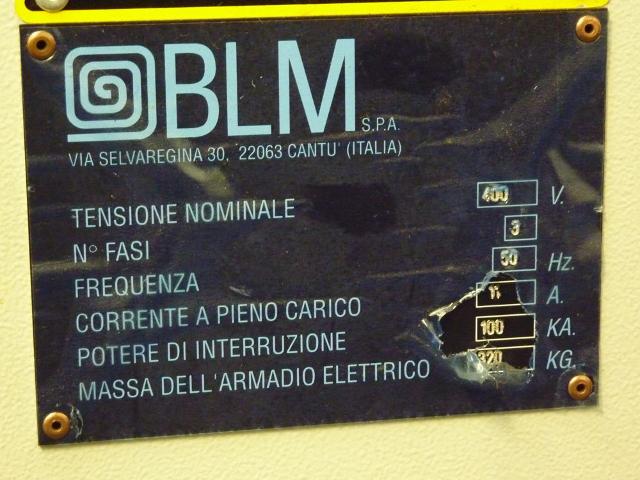 BLM S.P.A.
VIA SELVAREGINA 30, 22063 CANTU' (ITALIA)
TENSIONE NOMINALE 400 V.
N° FASI 3
FREQUENZA 50 Hz.
CORRENTE A PIENO CARICO 11 A.
POTERE DI INTERRUZIONE 100 KA.
MASSA DELL'ARMADIO ELETTRICO 320 KG.